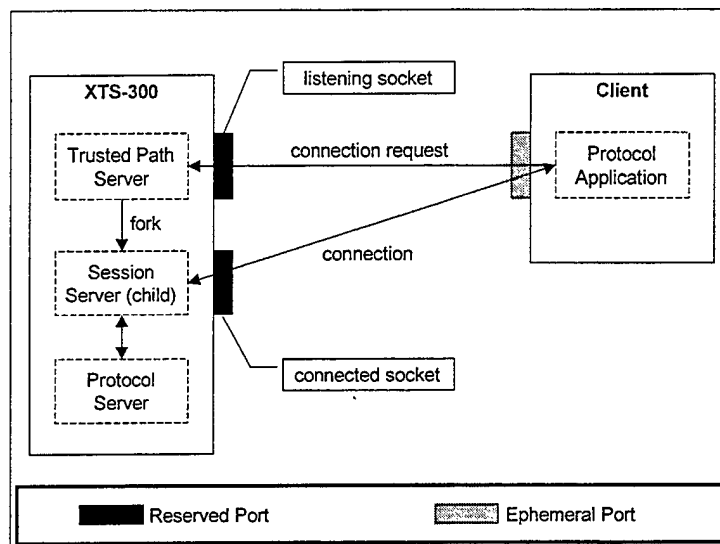 listening socket
XTS-300
Client
Trusted Path
Server
connection request
Protocol
Application
fork
connection
Session
Server (child)
Protocol
Server
connected socket
Reserved Port
Ephemeral Port